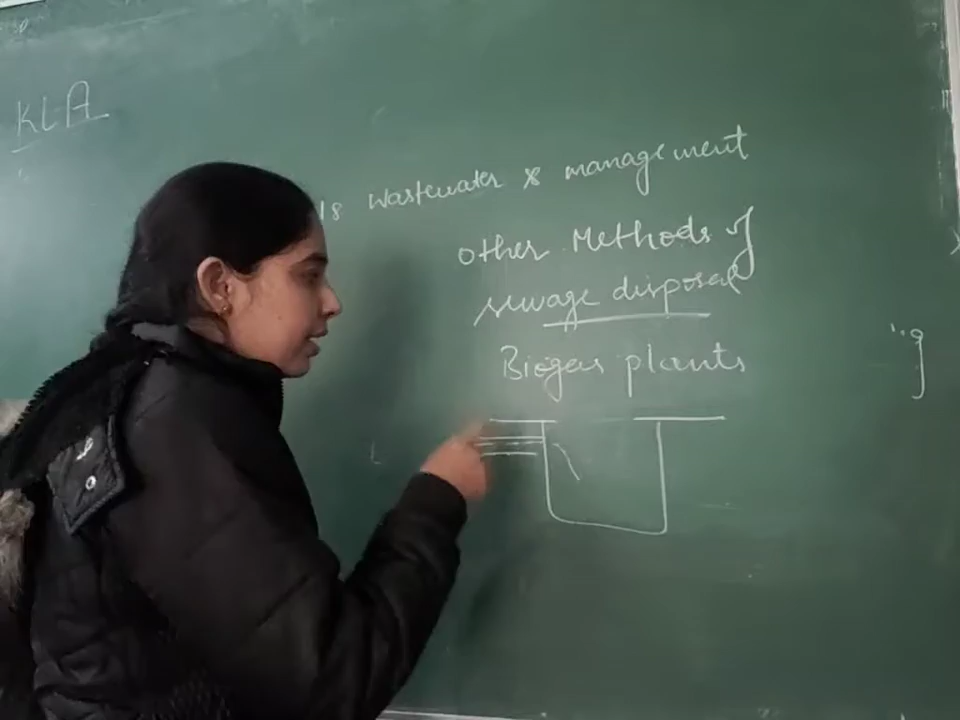 KLA
18 Wastewater & management
Other Methods of
sewage disposal
Biogas plants